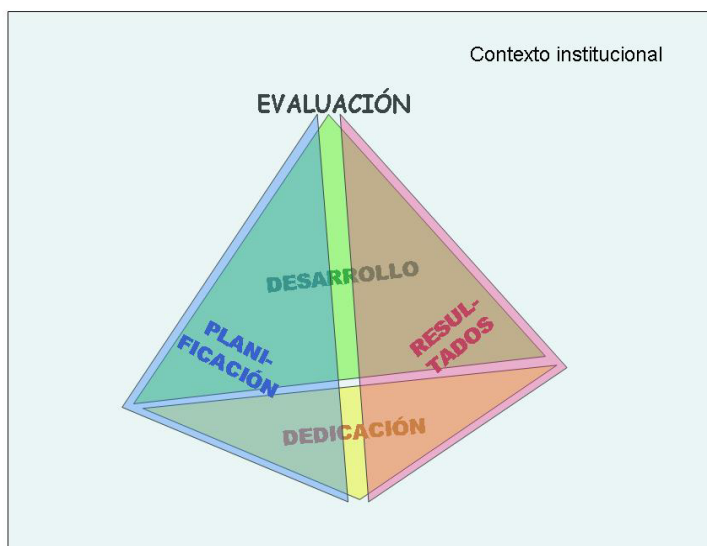 Contexto institucional
EVALUACIÓN
DESARROLLO
PLANI-
FICACIÓN
RESUL-
TADOS
DEDICACIÓN